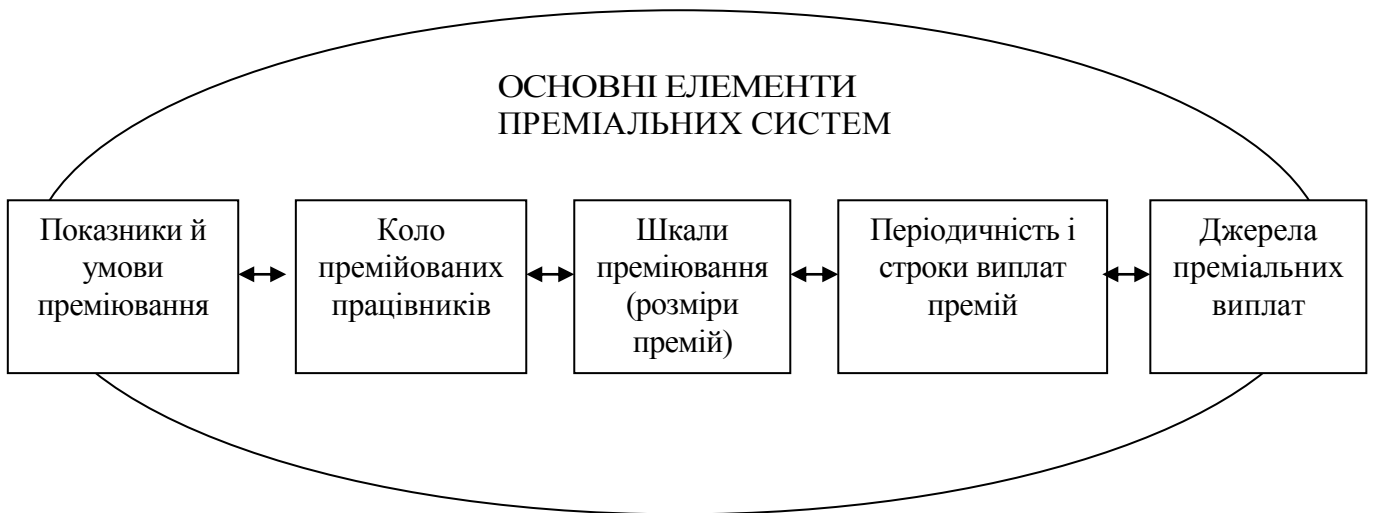 ОСНОВНІ ЕЛЕМЕНТИ
ПРЕМІАЛЬНИХ СИСТЕМ
Показники й
умови
преміювання
Коло
премійованих
працівників
Шкали
преміювання
(розміри
премій)
Періодичність і
строки виплат
премій
Джерела
преміальних
виплат